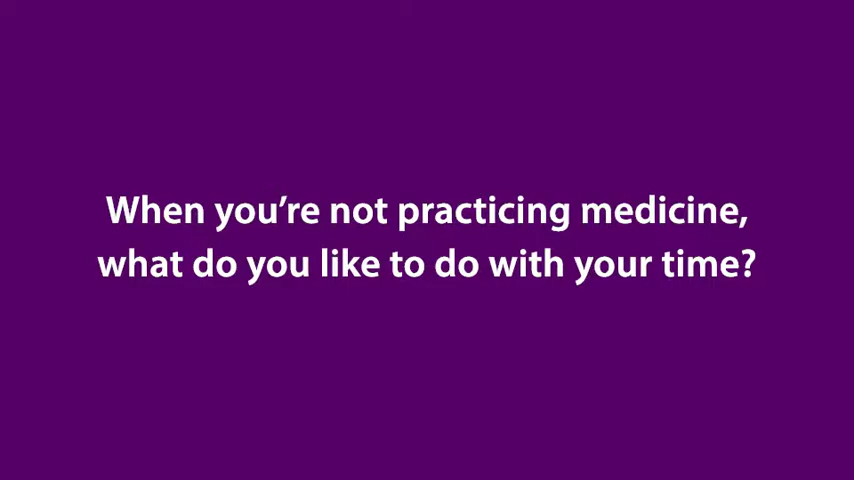 When you’re not practicing medicine,
what do you like to do with your time?